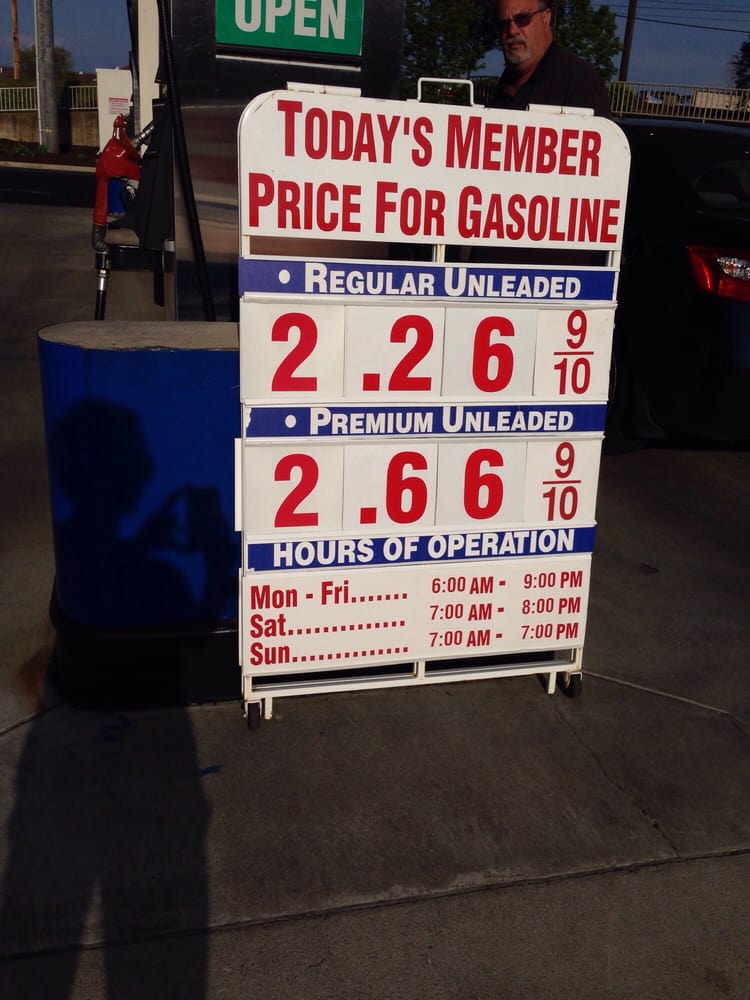 OPEN
TODAY'S MEMBER
PRICE FOR GASOLINE
• REGULAR UNLEADED
2.26 9/10
• PREMIUM UNLEADED
2.66 9/10
HOURS OF OPERATION
Mon - Fri....... 6:00 AM - 9:00 PM
Sat............. 7:00 AM - 8:00 PM
Sun............. 7:00 AM - 7:00 PM